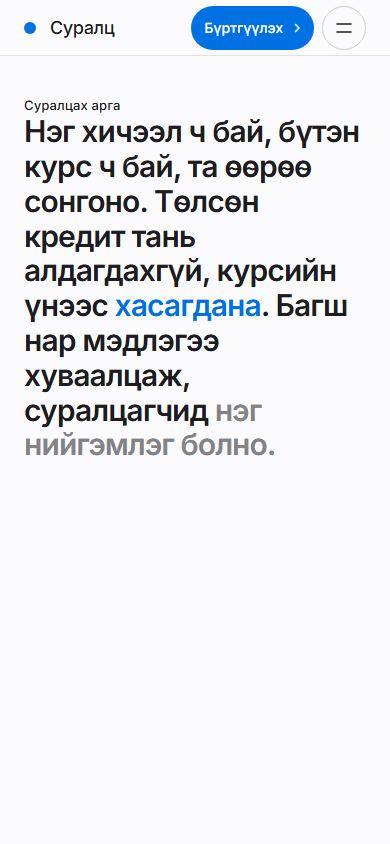 Суралц
Бүртгүүлэх
Суралцах арга
Нэг хичээл ч бай, бүтэн
курс ч бай, та өөрөө
сонгоно. Төлсөн
кредит тань
алдагдахгүй, курсийн
үнээс хасагдана. Багш
нар мэдлэгээ
хуваалцаж,
суралцагчид нэг
нийгэмлэг болно.